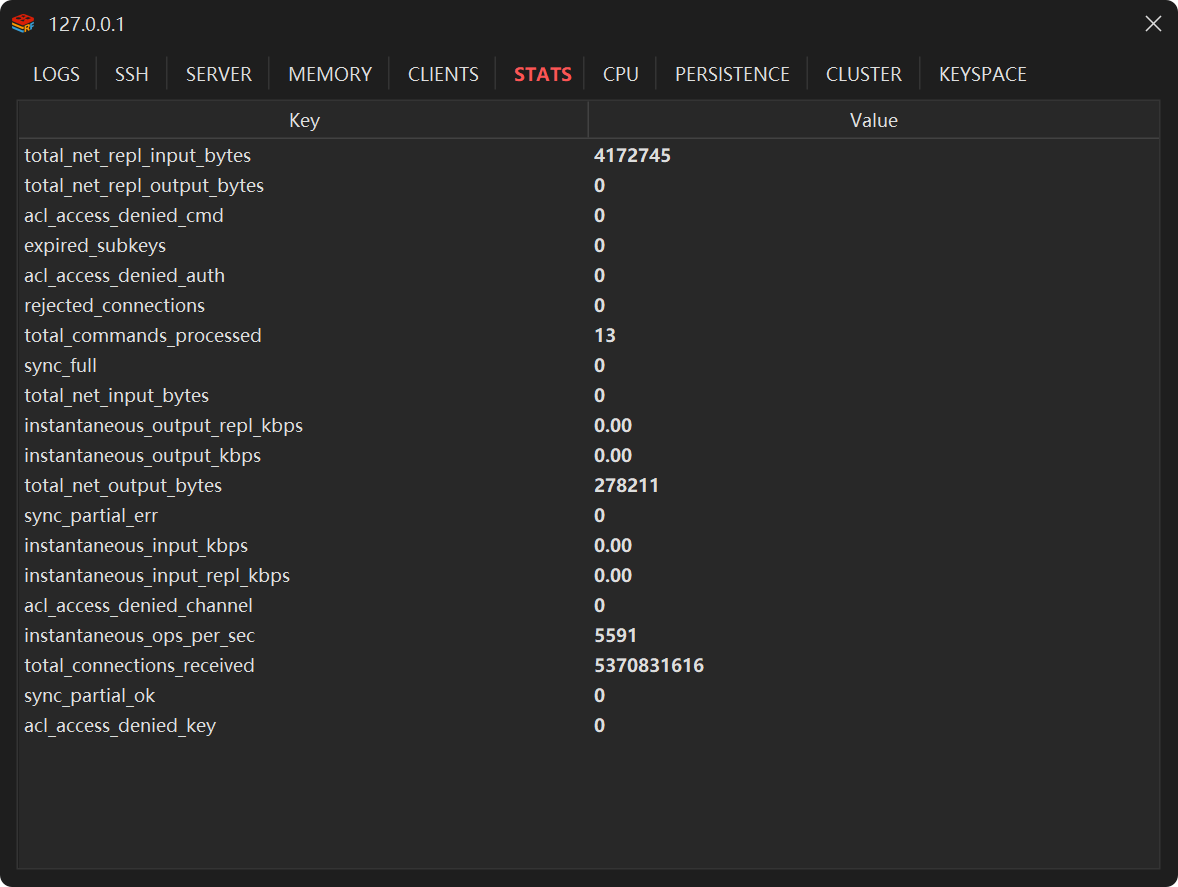 127.0.0.1
LOGS SSH SERVER MEMORY CLIENTS STATS CPU PERSISTENCE CLUSTER KEYSPACE
Key Value
total_net_repl_input_bytes 4172745
total_net_repl_output_bytes 0
acl_access_denied_cmd 0
expired_subkeys 0
acl_access_denied_auth 0
rejected_connections 0
total_commands_processed 13
sync_full 0
total_net_input_bytes 0
instantaneous_output_repl_kbps 0.00
instantaneous_output_kbps 0.00
total_net_output_bytes 278211
sync_partial_err 0
instantaneous_input_kbps 0.00
instantaneous_input_repl_kbps 0.00
acl_access_denied_channel 0
instantaneous_ops_per_sec 5591
total_connections_received 5370831616
sync_partial_ok 0
acl_access_denied_key 0